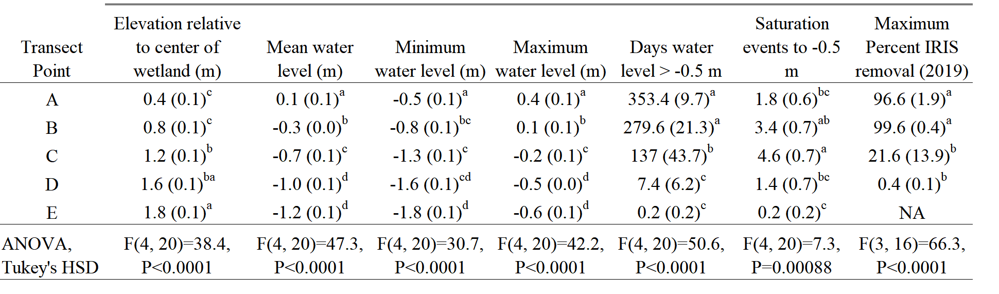 Elevation relative Saturation Maximum
Transect to center of Mean water Minimum Maximum Days water events to -0.5 Percent IRIS
Point wetland (m) level (m) water level (m) water level (m) level > -0.5 m m removal (2019)
A 0.4 (0.1)c 0.1 (0.1)a -0.5 (0.1)a 0.4 (0.1)a 353.4 (9.7)a 1.8 (0.6)bc 96.6 (1.9)a
B 0.8 (0.1)c -0.3 (0.0)b -0.8 (0.1)bc 0.1 (0.1)b 279.6 (21.3)a 3.4 (0.7)ab 99.6 (0.4)a
C 1.2 (0.1)b -0.7 (0.1)c -1.3 (0.1)c -0.2 (0.1)c 137 (43.7)b 4.6 (0.7)a 21.6 (13.9)b
D 1.6 (0.1)ba -1.0 (0.1)d -1.6 (0.1)cd -0.5 (0.0)d 7.4 (6.2)c 1.4 (0.7)bc 0.4 (0.1)b
E 1.8 (0.1)a -1.2 (0.1)d -1.8 (0.1)d -0.6 (0.1)d 0.2 (0.2)c 0.2 (0.2)c NA
ANOVA, F(4, 20)=38.4, F(4, 20)=47.3, F(4, 20)=30.7, F(4, 20)=42.2, F(4, 20)=50.6, F(4, 20)=7.3, F(3, 16)=66.3,
Tukey's HSD P<0.0001 P<0.0001 P<0.0001 P<0.0001 P<0.0001 P=0.00088 P<0.0001